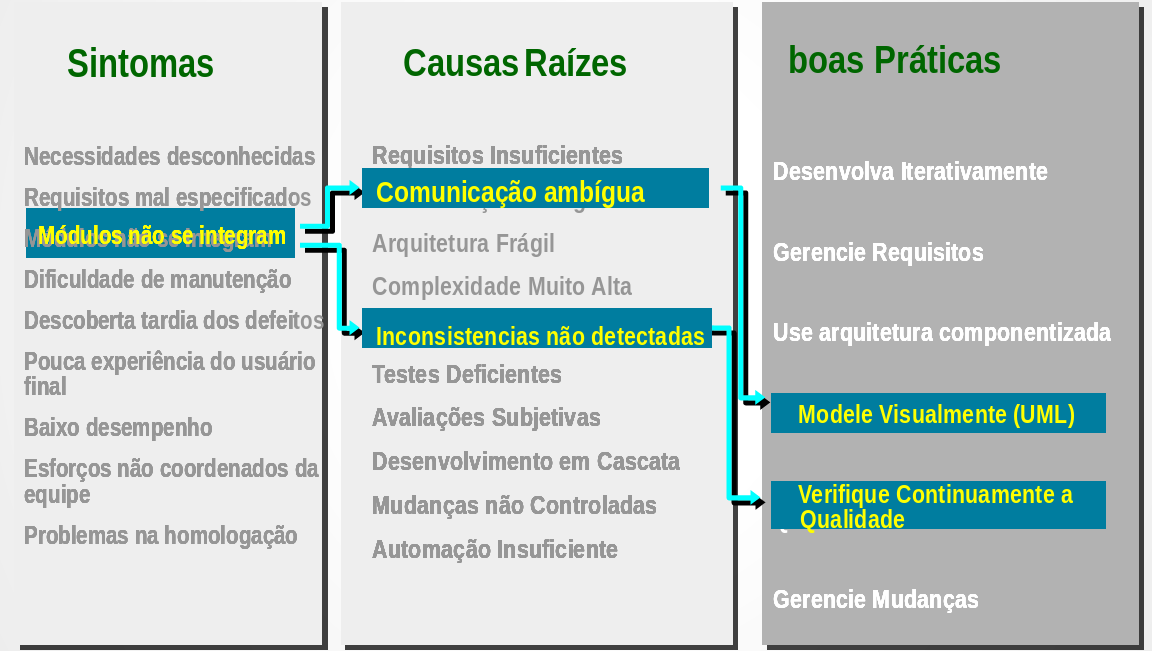 Sintomas
Necessidades desconhecidas
Requisitos mal especificados
Módulos não se integram
Dificuldade de manutenção
Descoberta tardia dos defeitos
Pouca experiência do usuário
final
Baixo desempenho
Esforços não coordenados da
equipe
Problemas na homologação
Causas Raízes
Requisitos Insuficientes
Comunicação ambígua
Arquitetura Frágil
Complexidade Muito Alta
Inconsistencias não detectadas
Testes Deficientes
Avaliações Subjetivas
Desenvolvimento em Cascata
Mudanças não Controladas
Automação Insuficiente
boas Práticas
Desenvolva Iterativamente
Gerencie Requisitos
Use arquitetura componentizada
Modele Visualmente (UML)
Verifique Continuamente a
Qualidade
Gerencie Mudanças